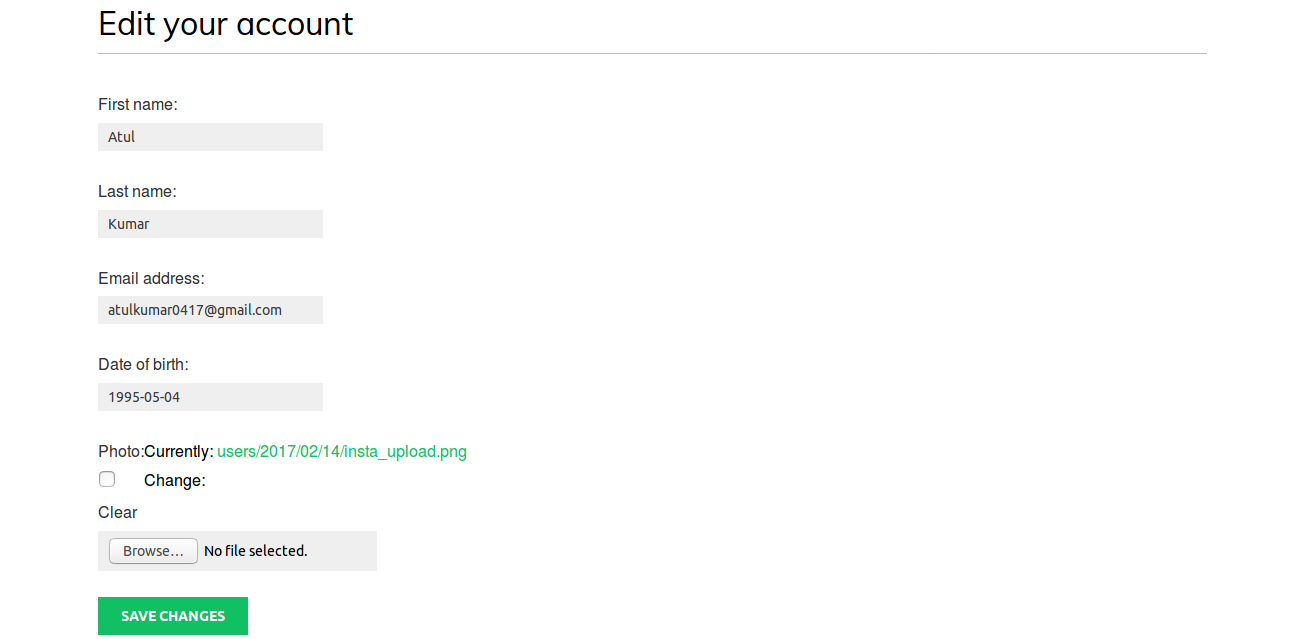 Edit your account
First name:
Atul
Last name:
Kumar
Email address:
atulkumar0417@gmail.com
Date of birth:
1995-05-04
Photo:Currently: users/2017/02/14/insta_upload.png
Change:
Clear
Browse... No file selected.
SAVE CHANGES